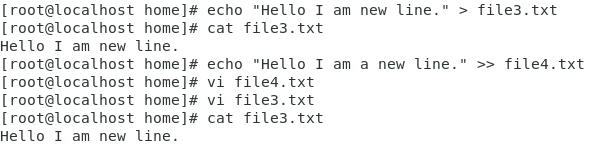 [root@localhost home]# echo "Hello I am new line." > file3.txt
[root@localhost home]# cat file3.txt
Hello I am new line.
[root@localhost home]# echo "Hello I am a new line." >> file4.txt
[root@localhost home]# vi file4.txt
[root@localhost home]# vi file3.txt
[root@localhost home]# cat file3.txt
Hello I am new line.